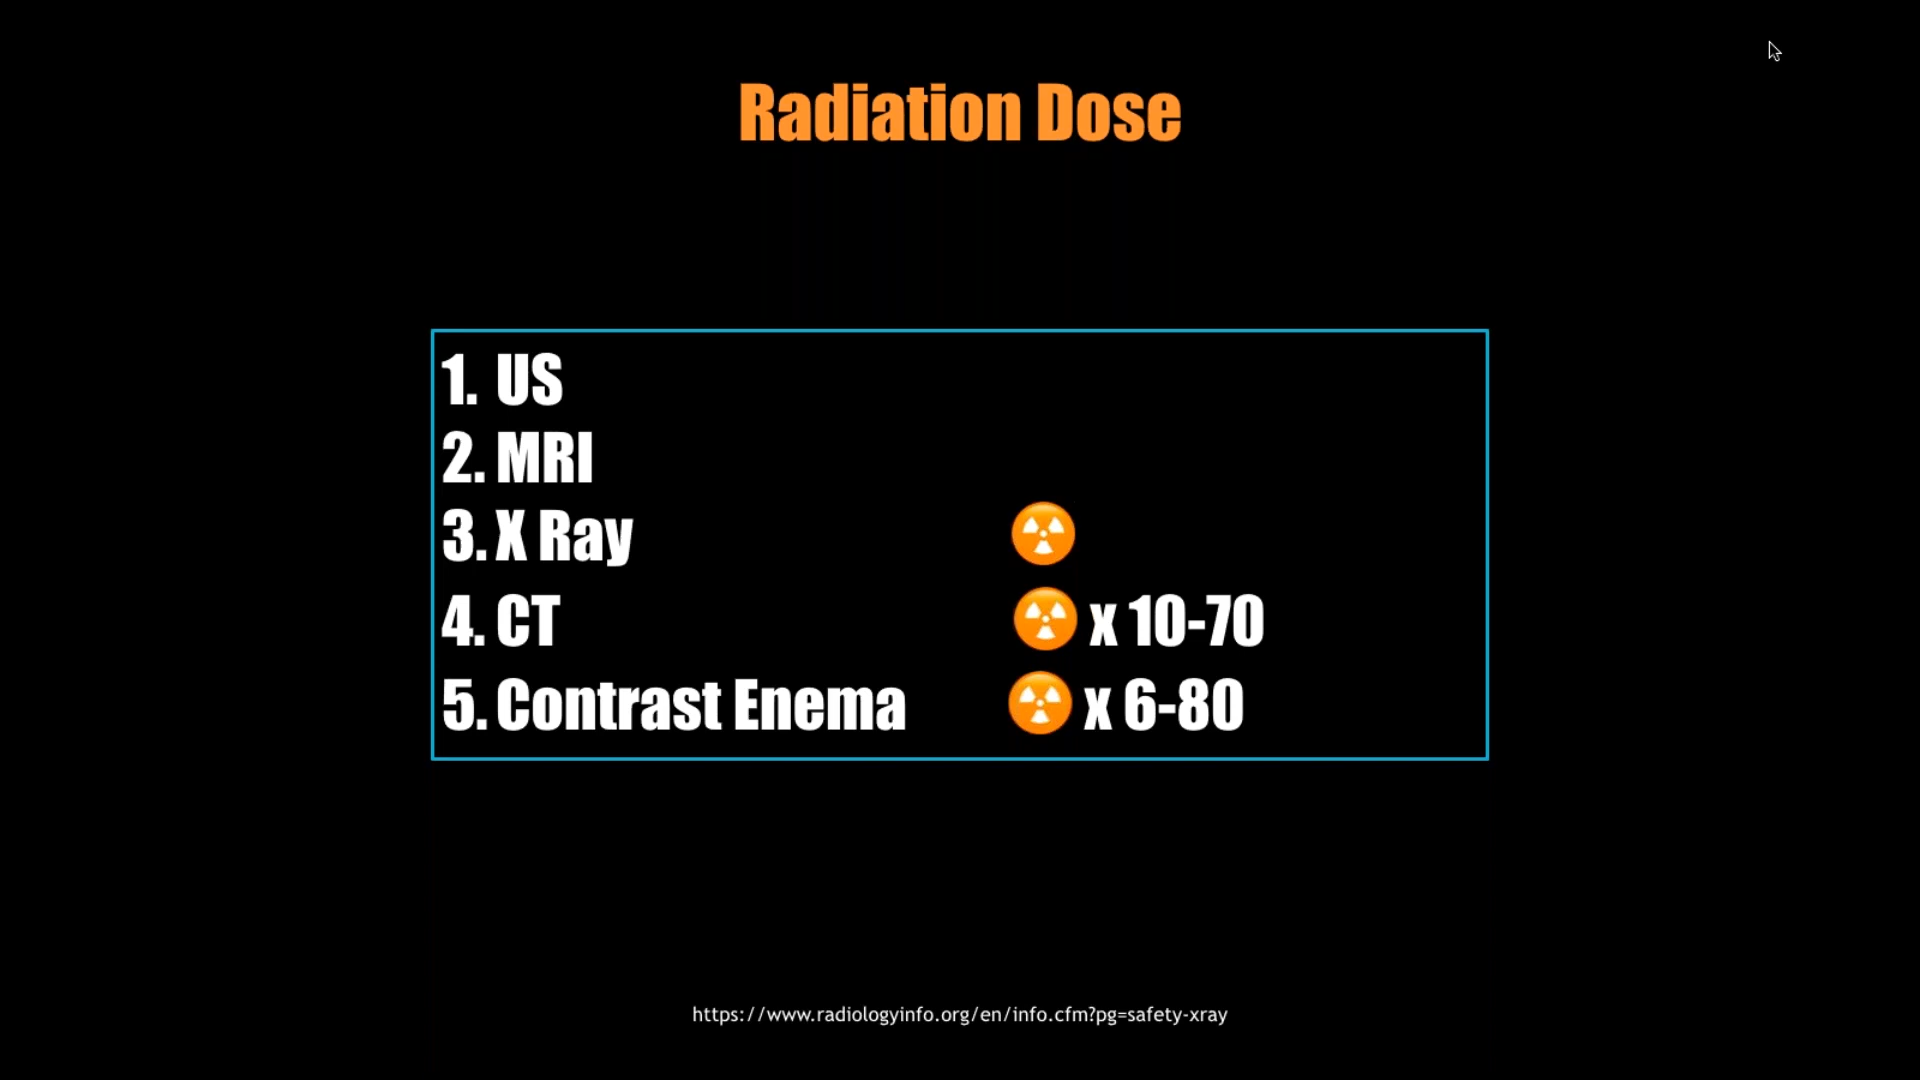 Radiation Dose
1. US
2. MRI
3. X Ray
4. CT x 10-70
5. Contrast Enema x 6-80
https://www.radiologyinfo.org/en/info.cfm?pg=safety-xray